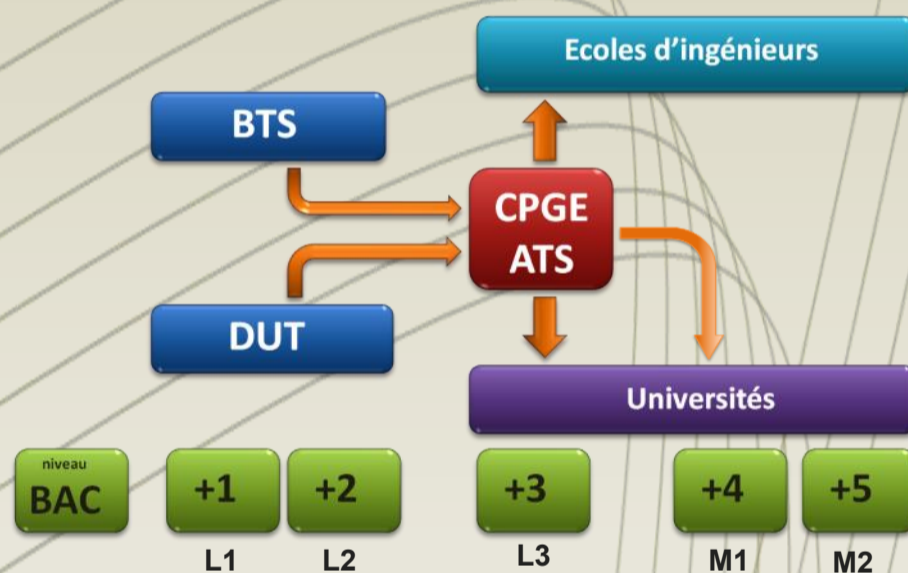 Ecoles d'ingénieurs
BTS
CPGE
ATS
DUT
Universités
niveau
BAC
+1
+2
+3
+4
+5
L1
L2
L3
M1
M2